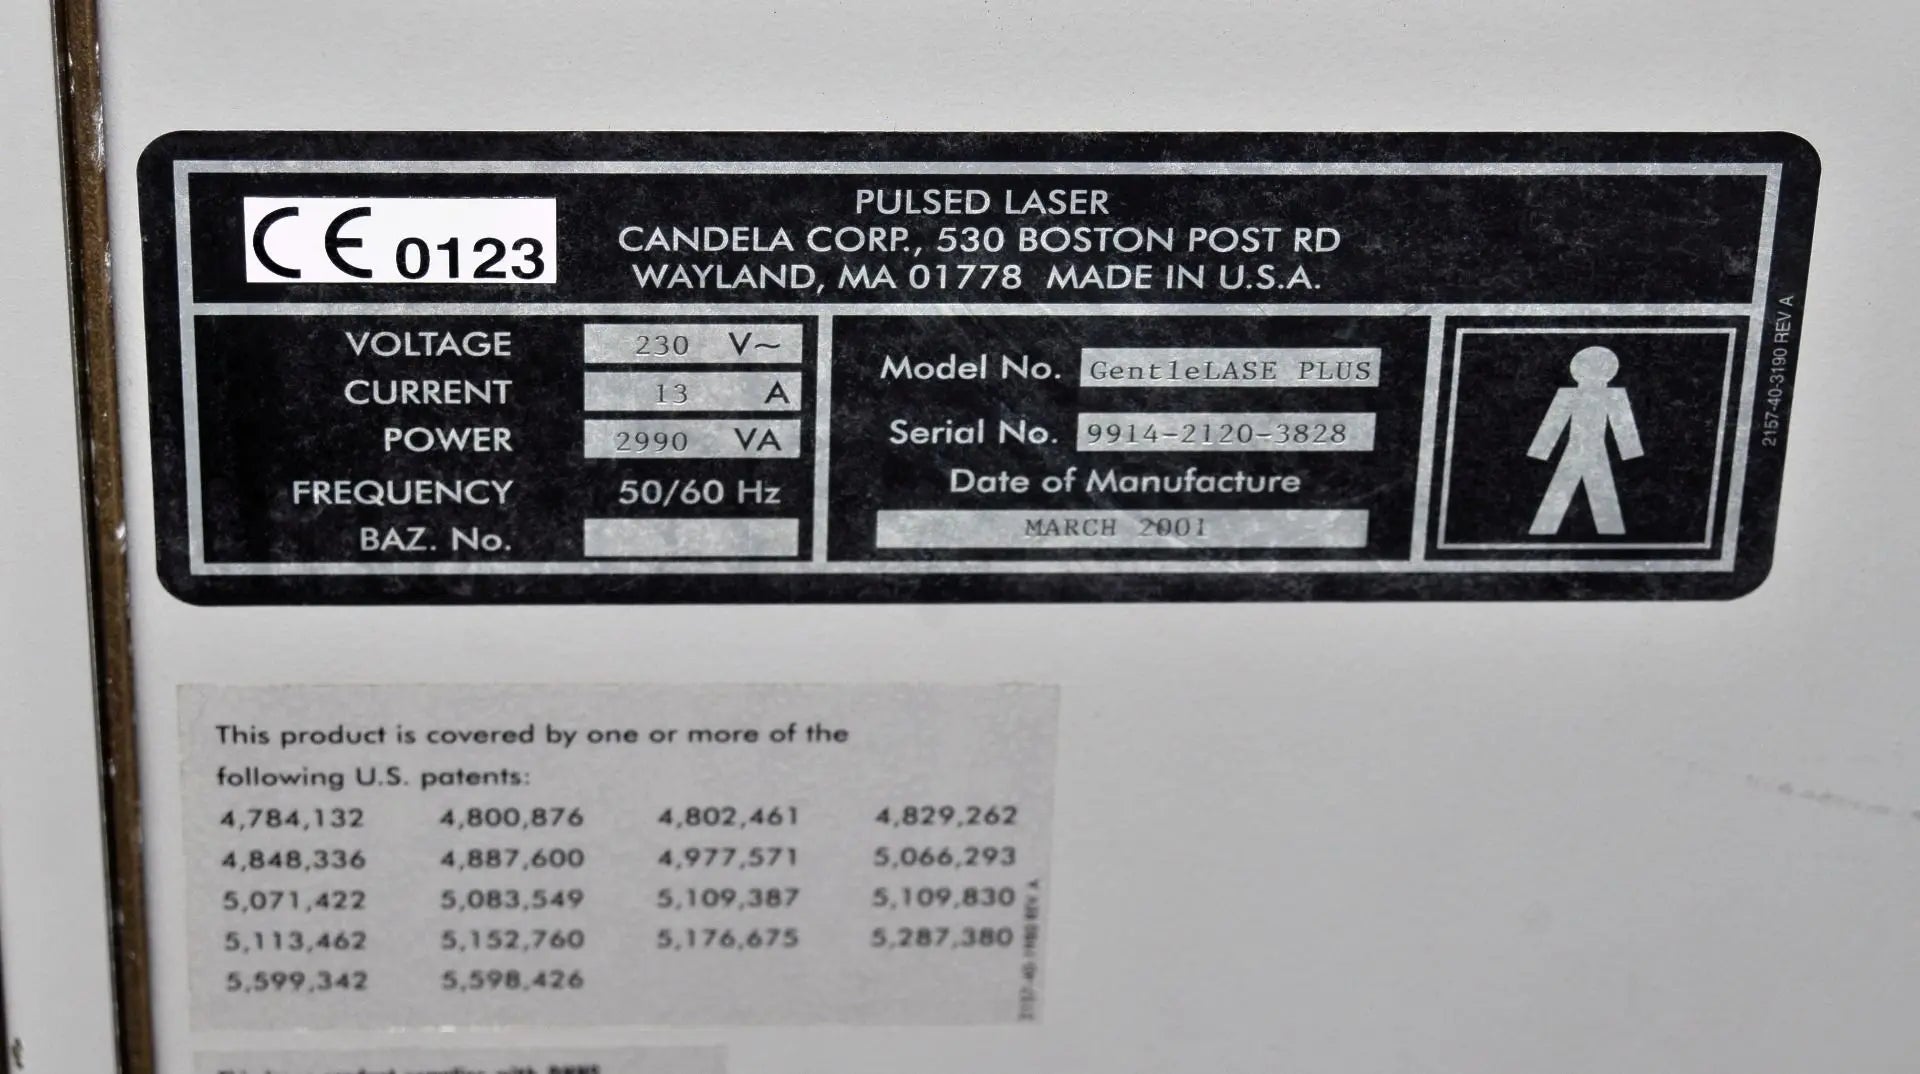 CE 0123
PULSED LASER
CANDELA CORP., 530 BOSTON POST RD
WAYLAND, MA 01778 MADE IN U.S.A.
VOLTAGE 230 V~
CURRENT 13 A
POWER 2990 VA
FREQUENCY 50/60 Hz
BAZ. No.
Model No. GentleLASE PLUS
Serial No. 9914-2120-3828
Date of Manufacture
MARCH 2001
2157-40-3190 REV A
This product is covered by one or more of the
following U.S. patents:
4,784,132 4,800,876 4,802,461 4,829,262
4,848,336 4,887,600 4,977,571 5,066,293
5,071,422 5,083,549 5,109,387 5,109,830
5,113,462 5,152,760 5,176,675 5,287,380
5,599,342 5,598,426
REV A